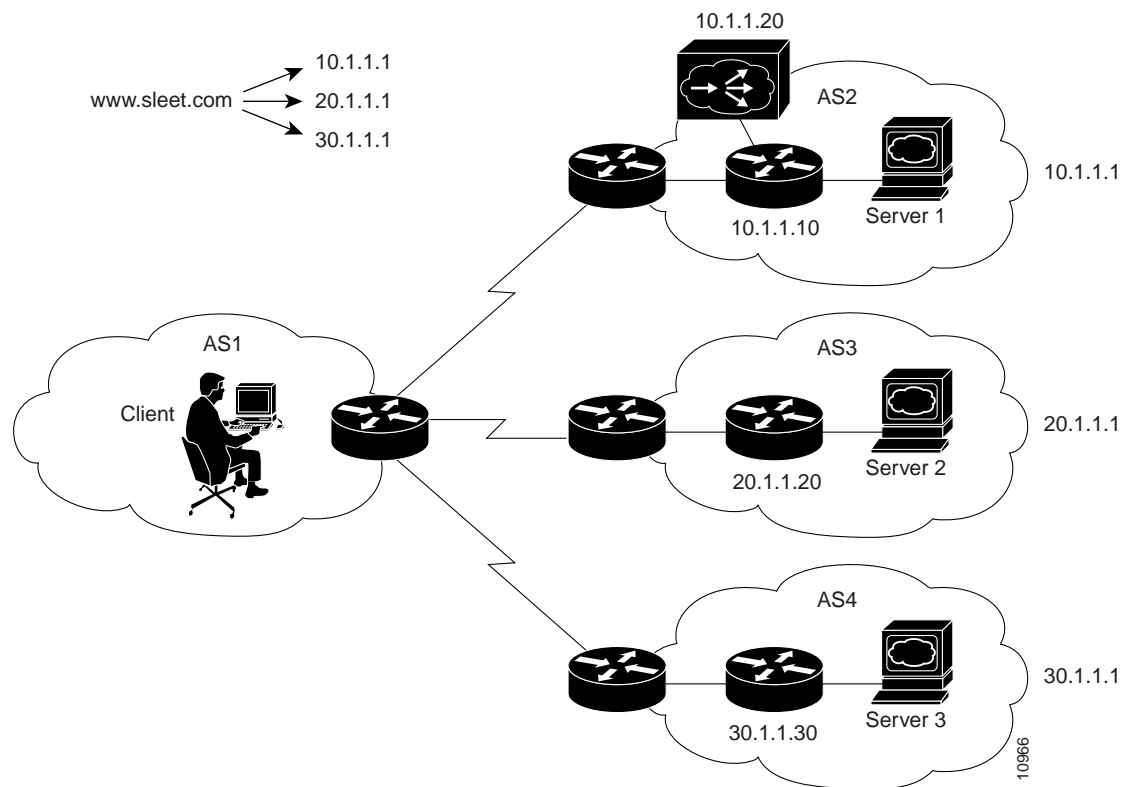 10.1.1.20
10.1.1.1
www.sleet.com
20.1.1.1
30.1.1.1
AS2
10.1.1.1
Server 1
10.1.1.10
AS1
Client
AS3
20.1.1.1
Server 2
20.1.1.20
AS4
30.1.1.1
Server 3
30.1.1.30
10966